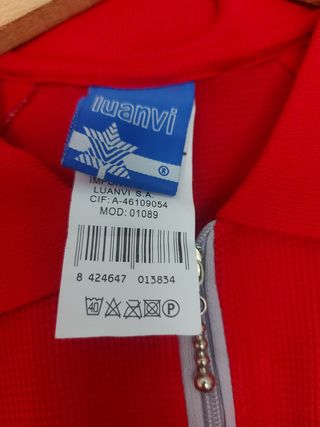 luanvi
®
LUANVI S.A.
CIF: A-46109054
MOD: 01089
8 424647 013834
40 P